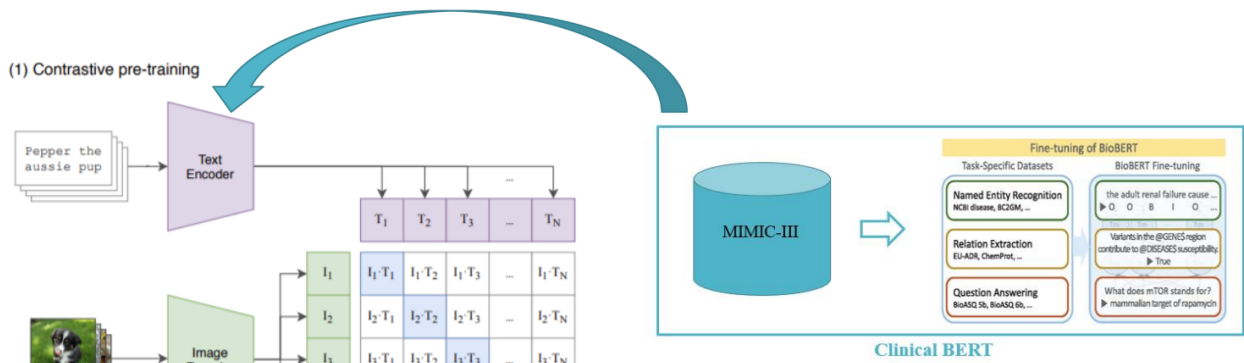 (1) Contrastive pre-training
Pepper the
aussie pup
Text
Encoder
...
T1 T2 T3 ... TN
I1 I1·T1 I1·T2 I1·T3 ... I1·TN
I2 I2·T1 I2·T2 I2·T3 ... I2·TN
I3 I3·T1 I3·T2 I3·T3 ... I3·TN
Image
MIMIC-III
Fine-tuning of BioBERT
Task-Specific Datasets
Named Entity Recognition
NCBI disease, BC2GM, ...
Relation Extraction
EU-ADR, ChemProt, ...
Question Answering
BioASQ 5b, BioASQ 6b, ...
BioBERT Fine-tuning
the adult renal failure cause ...
O O B I O ...
Variants in the @GENE$ region
contribute to @DISEASE$ susceptibility.
True
What does mTOR stands for?
mammalian target of rapamycin
Clinical BERT